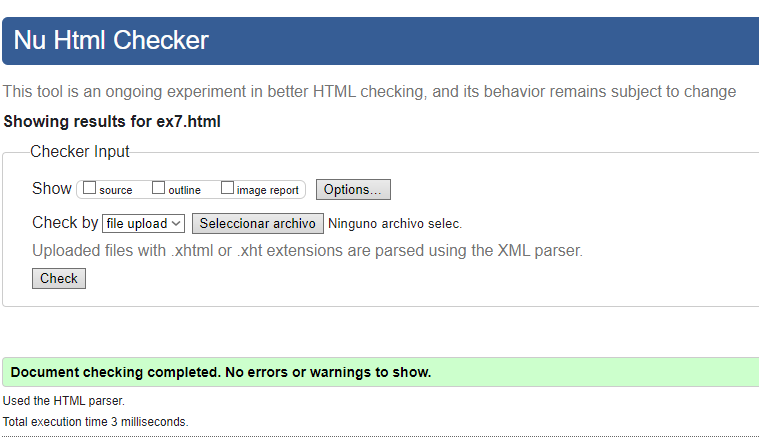 Nu Html Checker
This tool is an ongoing experiment in better HTML checking, and its behavior remains subject to change
Showing results for ex7.html
Checker Input
Show source outline image report Options...
Check by file upload Seleccionar archivo Ninguno archivo selec.
Uploaded files with .xhtml or .xht extensions are parsed using the XML parser.
Check
Document checking completed. No errors or warnings to show.
Used the HTML parser.
Total execution time 3 milliseconds.